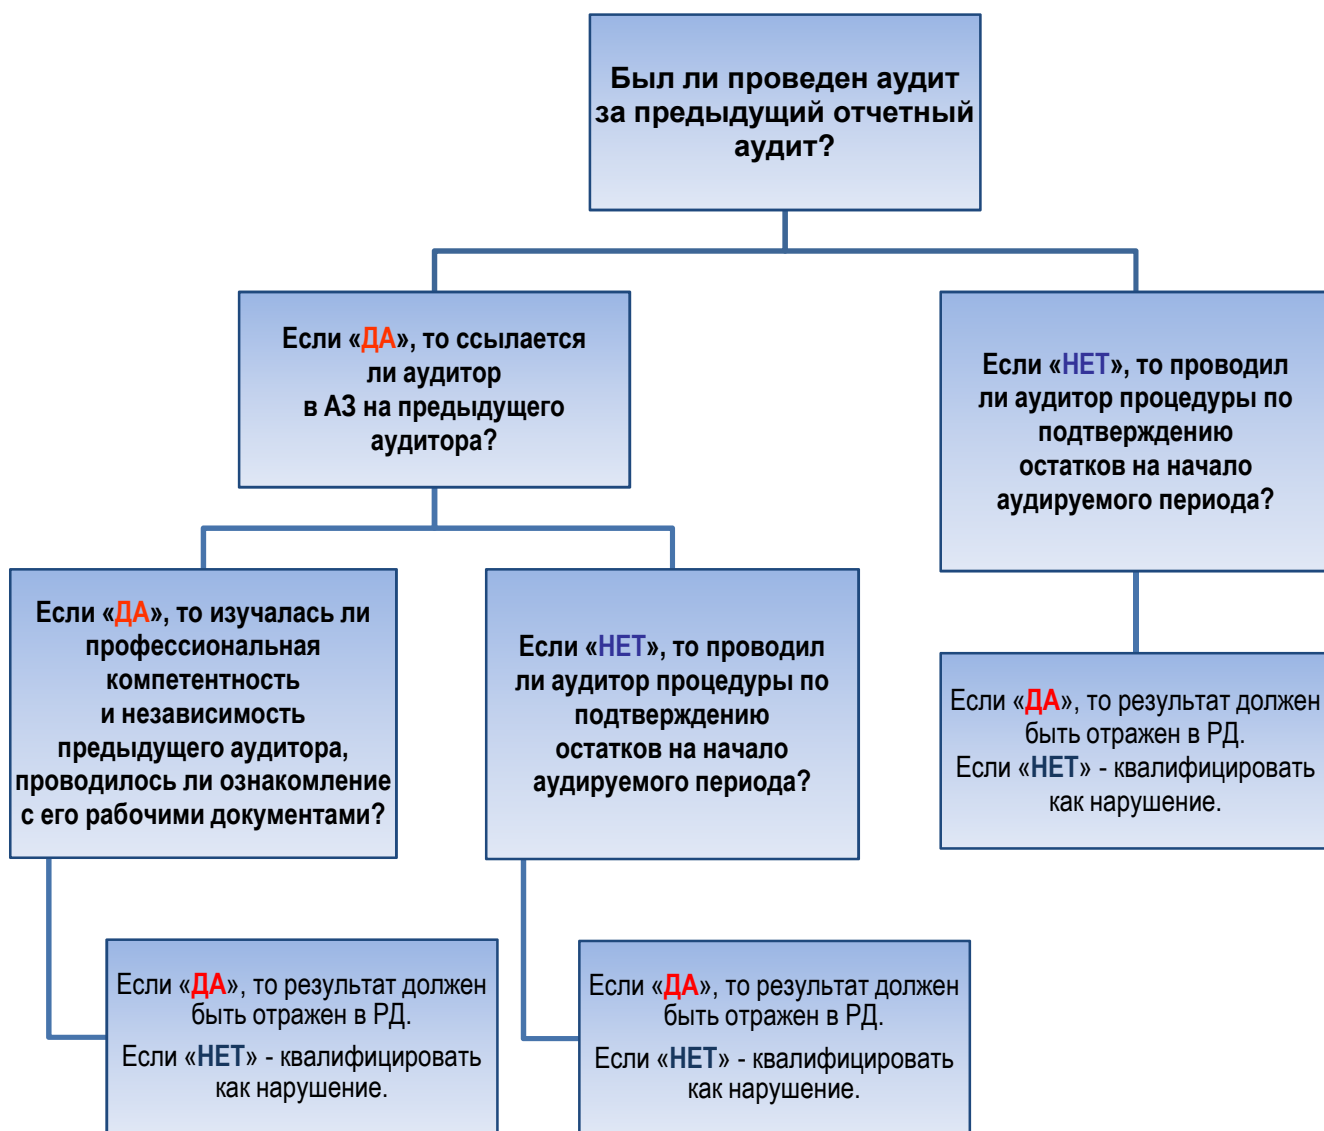 Был ли проведен аудит
за предыдущий отчетный
аудит?
Если «ДА», то ссылается
ли аудитор
в АЗ на предыдущего
аудитора?
Если «НЕТ», то проводил
ли аудитор процедуры по
подтверждению
остатков на начало
аудируемого периода?
Если «ДА», то изучалась ли
профессиональная
компетентность
и независимость
предыдущего аудитора,
проводилось ли ознакомление
с его рабочими документами?
Если «НЕТ», то проводил
ли аудитор процедуры по
подтверждению
остатков на начало
аудируемого периода?
Если «ДА», то результат должен
быть отражен в РД.
Если «НЕТ» - квалифицировать
как нарушение.
Если «ДА», то результат должен
быть отражен в РД.
Если «НЕТ» - квалифицировать
как нарушение.
Если «ДА», то результат должен
быть отражен в РД.
Если «НЕТ» - квалифицировать
как нарушение.